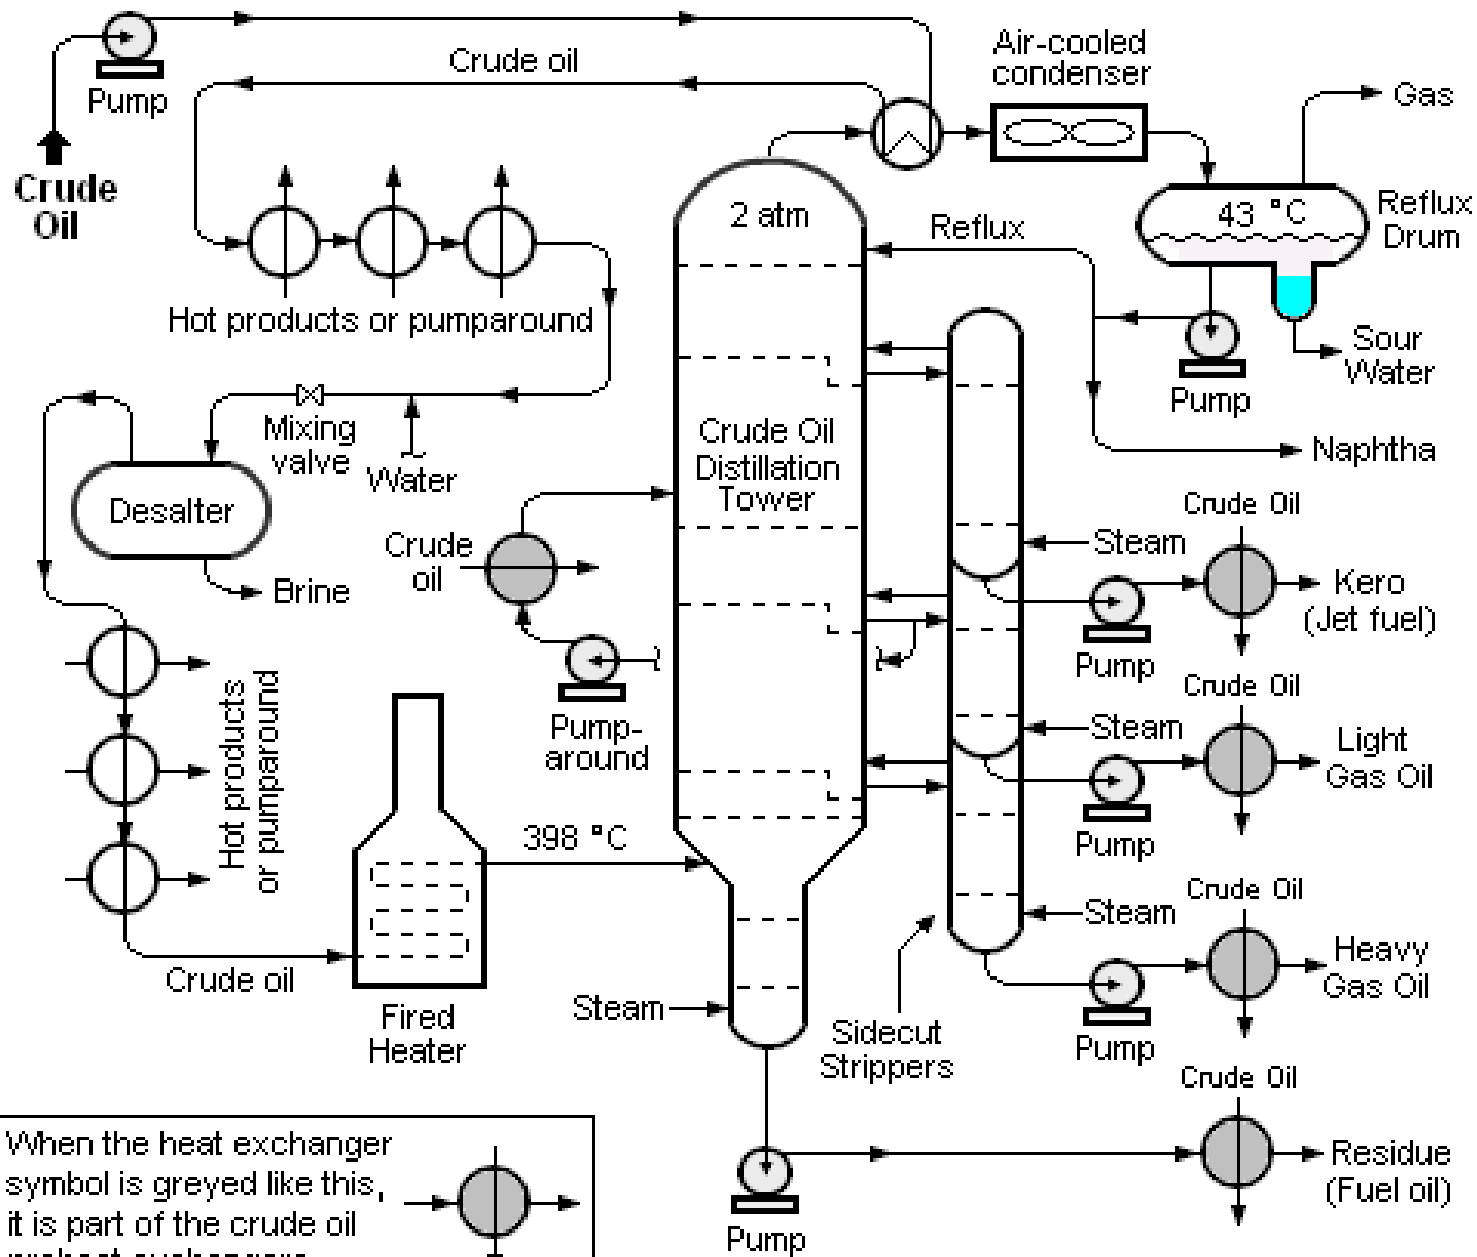 Pump
Crude oil
Air-cooled
condenser
Gas
Crude
Oil
2 atm
43 °C
Reflux
Drum
Reflux
Hot products or pumparound
Sour
Water
Pump
Mixing
valve
Water
Crude Oil
Distillation
Tower
Naphtha
Desalter
Crude
oil
Crude Oil
Steam
Brine
Kero
(Jet fuel)
Pump
Hot products
or pumparound
Pump-
around
Crude Oil
Steam
Light
Gas Oil
398 °C
Pump
Crude Oil
Steam
Crude oil
Heavy
Gas Oil
Steam
Fired
Heater
Sidecut
Strippers
Pump
Crude Oil
When the heat exchanger
symbol is greyed like this,
it is part of the crude oil
Residue
(Fuel oil)
Pump